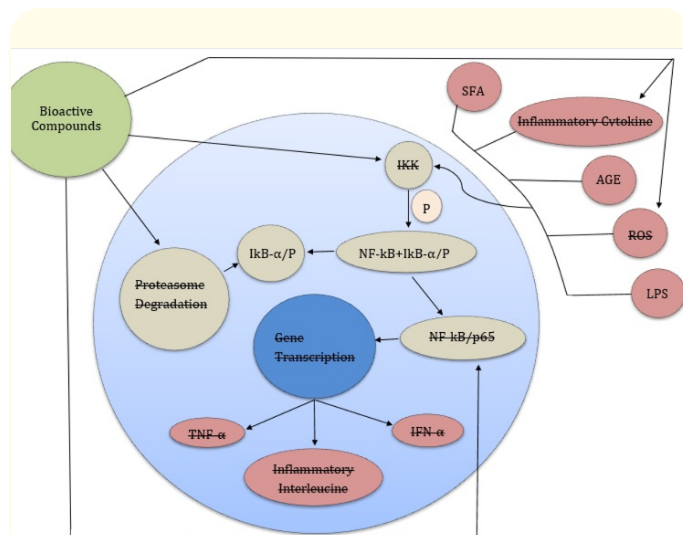 SFA
Bioactive
Compounds
Inflammatory Cytokine
IKK
AGE
P
ROS
IkB-α/P
NF-kB+IkB-α/P
Proteasome
Degradation
LPS
Gene
Transcription
NF-kB/p65
TNF-α
IFN-α
Inflammatory
Interleucine